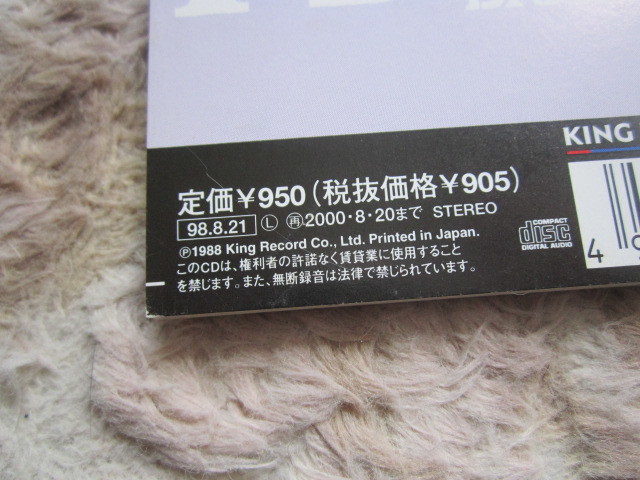 定価¥950(税抜価格¥905)
98.8.21 Ⓛ ㊢2000・8・20まで STEREO
Ⓟ1988 King Record Co., Ltd. Printed in Japan.
このCDは、権利者の許諾なく賃貸業に使用すること
を禁じます。また、無断録音は法律で禁じられています。
KING
COMPACT
disc
DIGITAL AUDIO
4